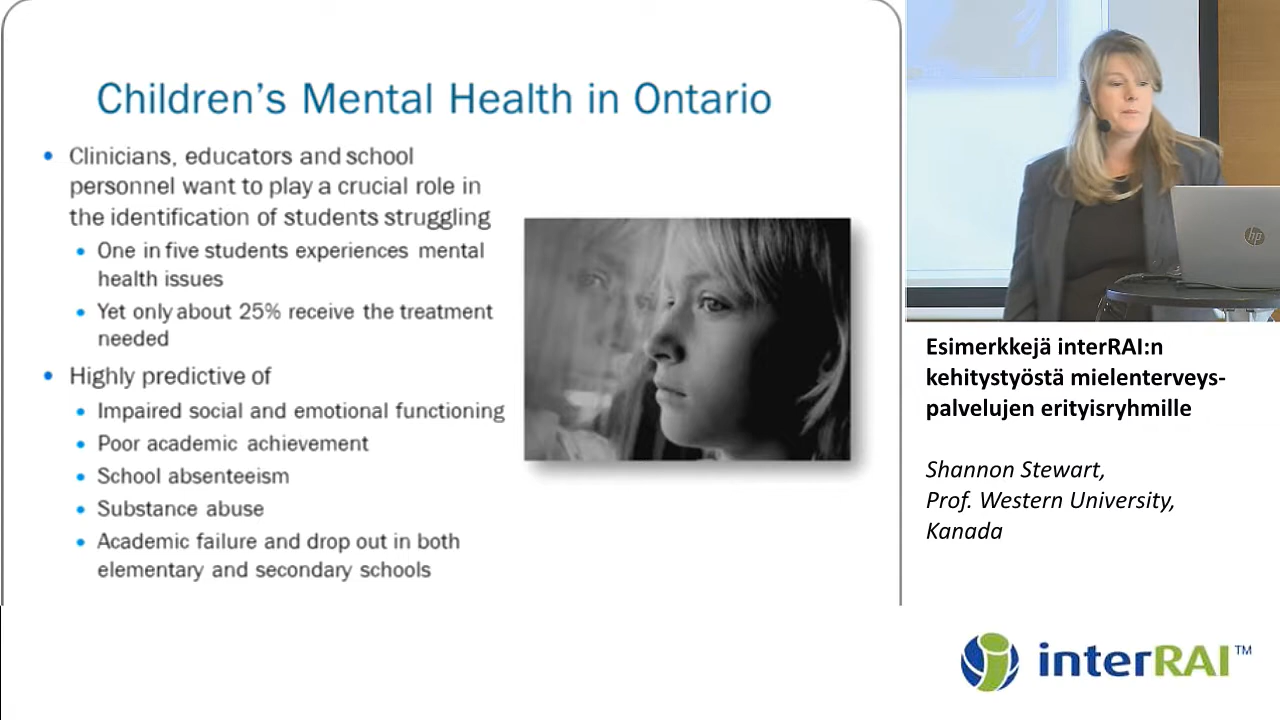 Children’s Mental Health in Ontario
Clinicians, educators and school
personnel want to play a crucial role in
the identification of students struggling
One in five students experiences mental
health issues
Yet only about 25% receive the treatment
needed
Highly predictive of
Impaired social and emotional functioning
Poor academic achievement
School absenteeism
Substance abuse
Academic failure and drop out in both
elementary and secondary schools
hp
Esimerkkejä interRAI:n
kehitystyöstä mielenterveys-
palvelujen erityisryhmille
Shannon Stewart,
Prof. Western University,
Kanada
interRAI™